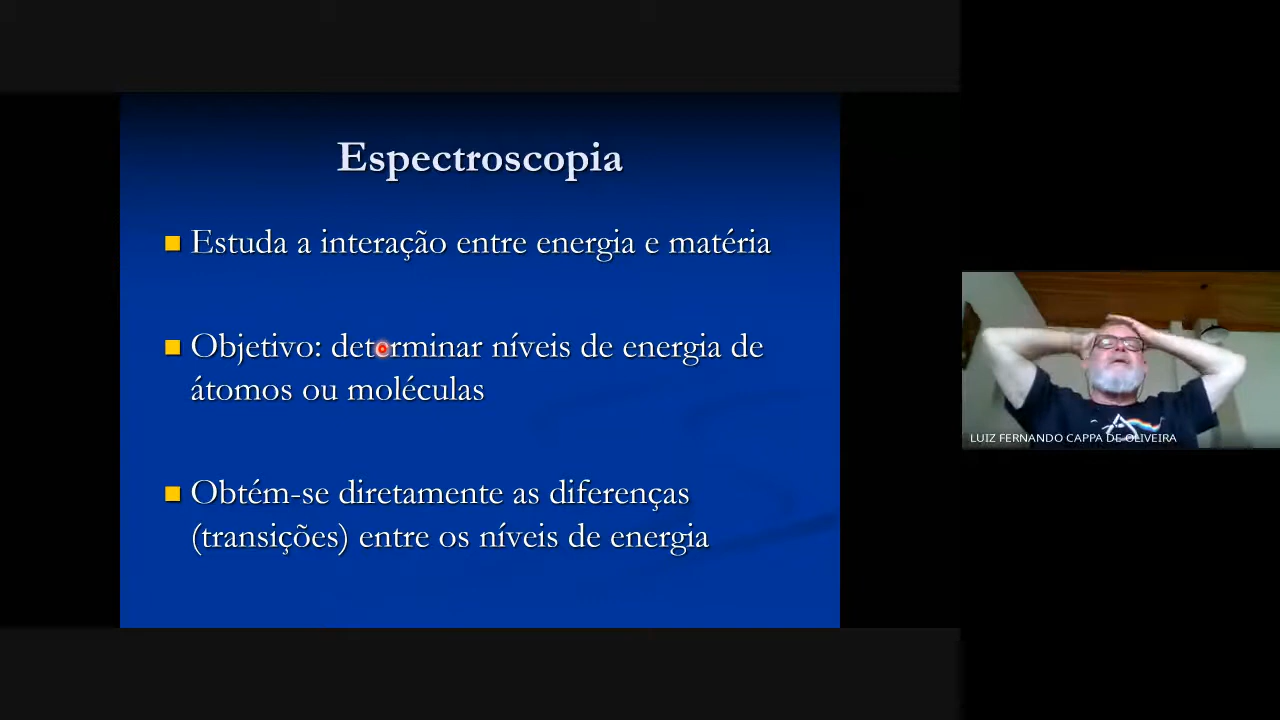 Espectroscopia
Estuda a interação entre energia e matéria
Objetivo: determinar níveis de energia de
átomos ou moléculas
Obtém-se diretamente as diferenças
(transições) entre os níveis de energia
LUIZ FERNANDO CAPPA DE OLIVEIRA